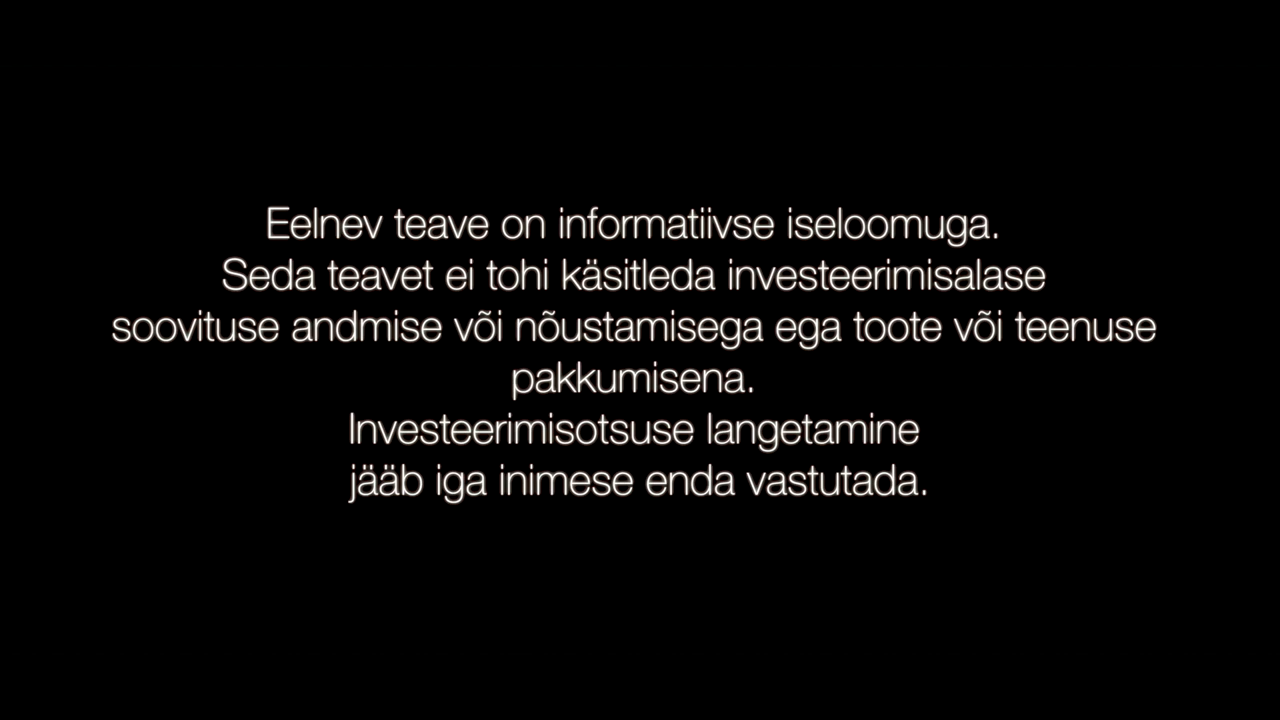 Eelnev teave on informatiivse iseloomuga.
Seda teavet ei tohi käsitleda investeerimisalase
soovituse andmise või nõustamisega ega toote või teenuse
pakkumisena.
Investeerimisotsuse langetamine
jääb iga inimese enda vastutada.